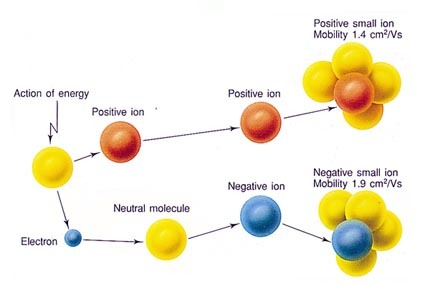 Positive small ion
Mobility 1.4 cm²/Vs
Action of energy
Positive ion
Positive ion
Negative small ion
Mobility 1.9 cm²/Vs
Negative ion
Neutral molecule
Electron